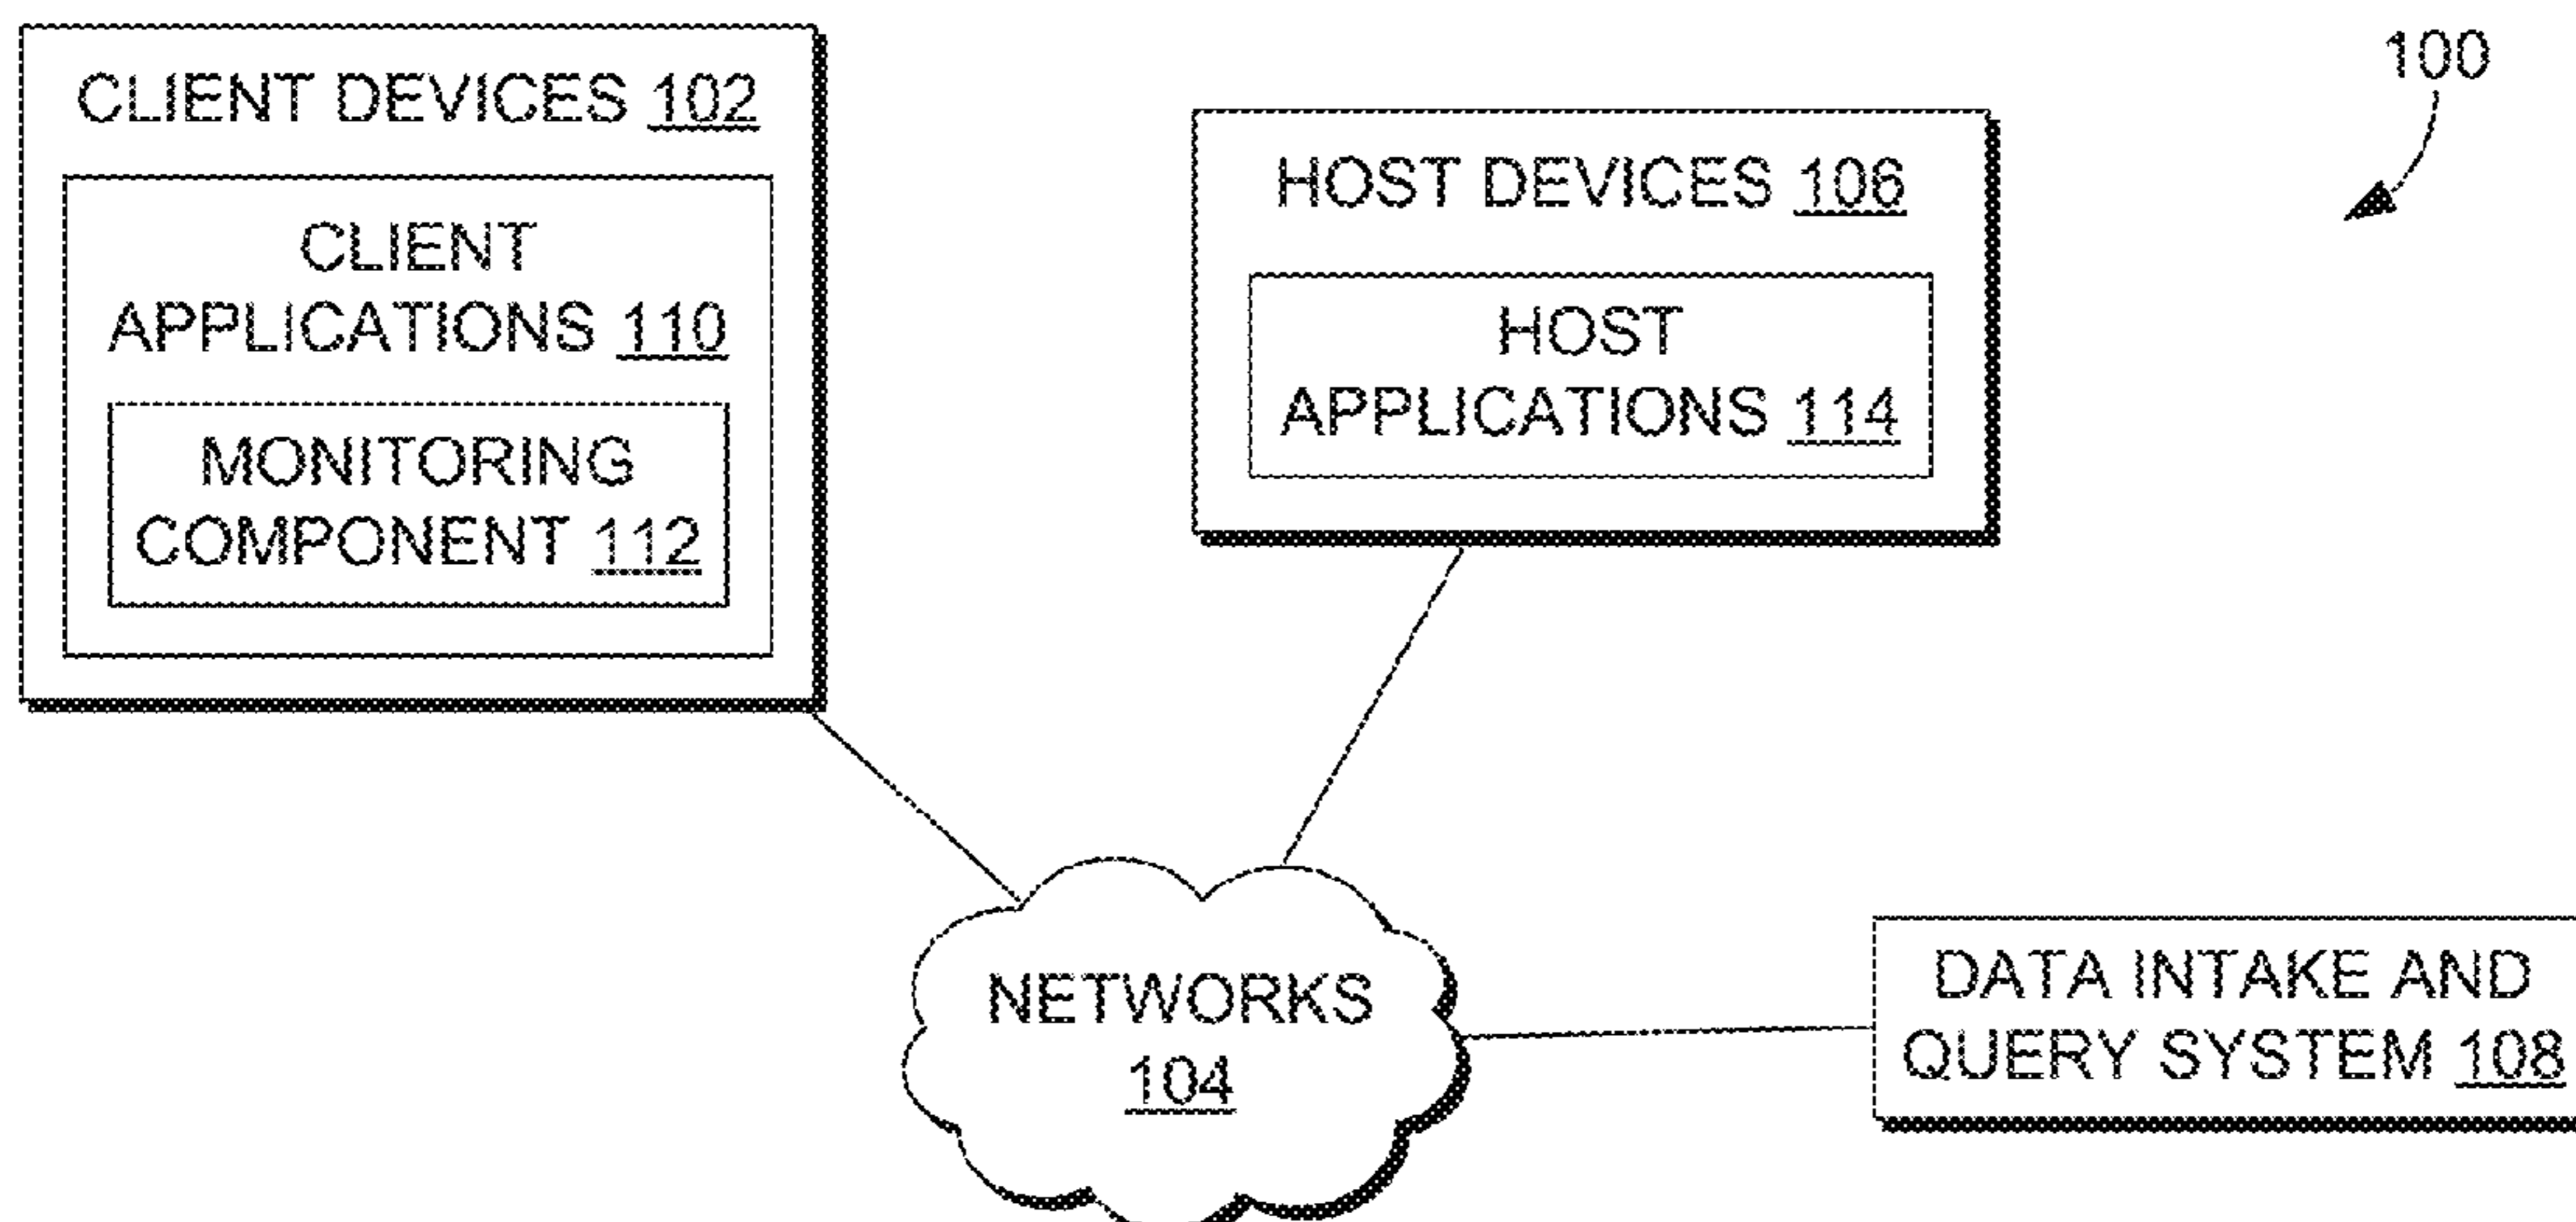 CLIENT DEVICES 102
CLIENT
APPLICATIONS 110
MONITORING
COMPONENT 112
HOST DEVICES 106
HOST
APPLICATIONS 114
100
NETWORKS
104
DATA INTAKE AND
QUERY SYSTEM 108